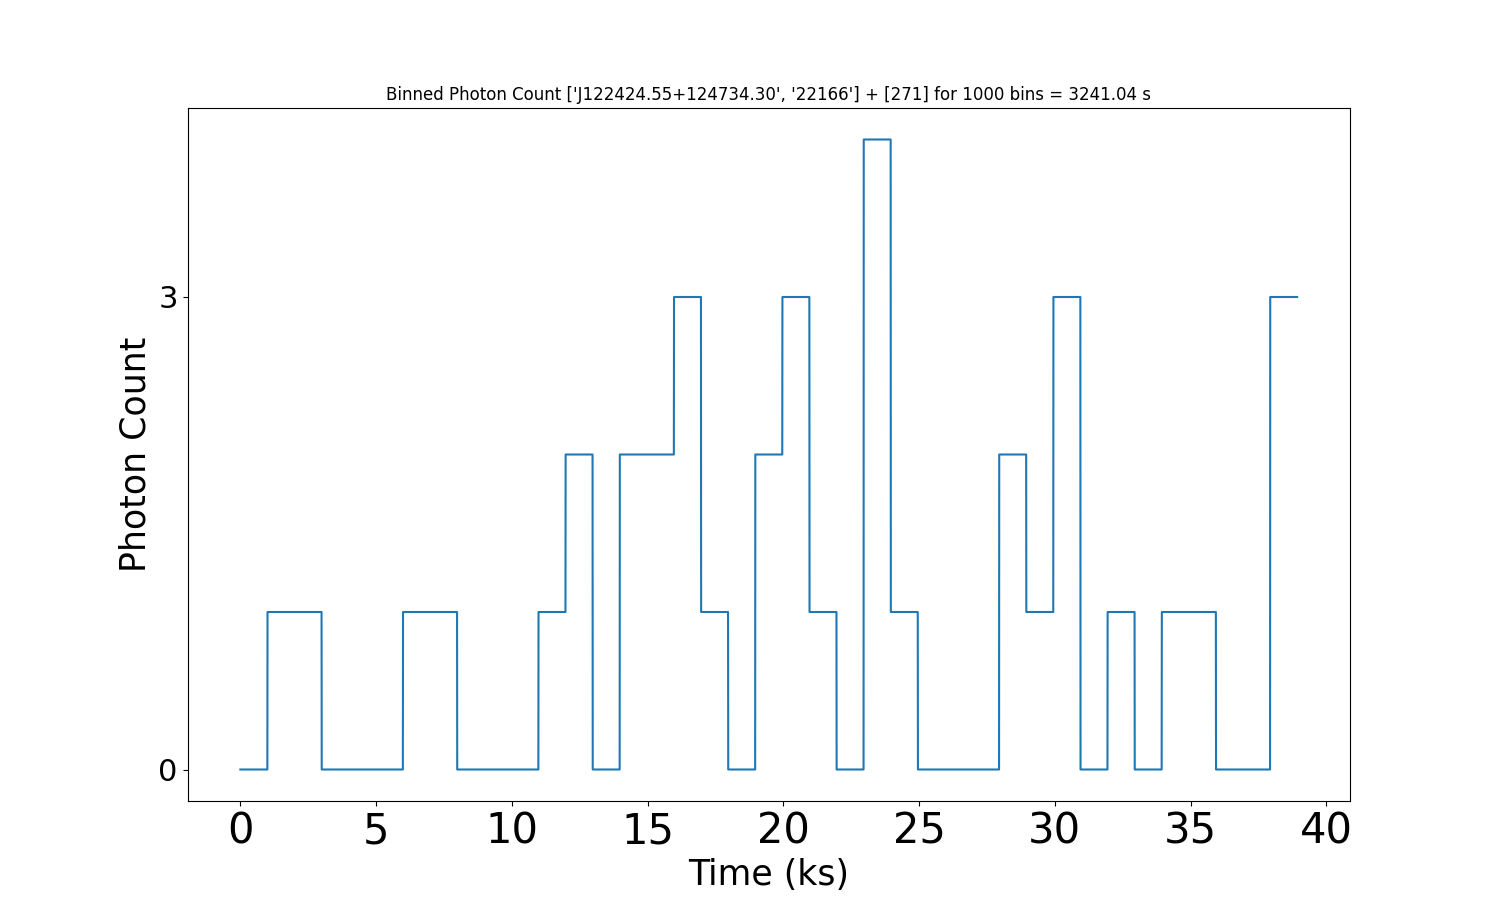 Binned Photon Count ['J122424.55+124734.30', '22166'] + [271] for 1000 bins = 3241.04 s
Photon Count
3
0
0 5 10 15 20 25 30 35 40
Time (ks)